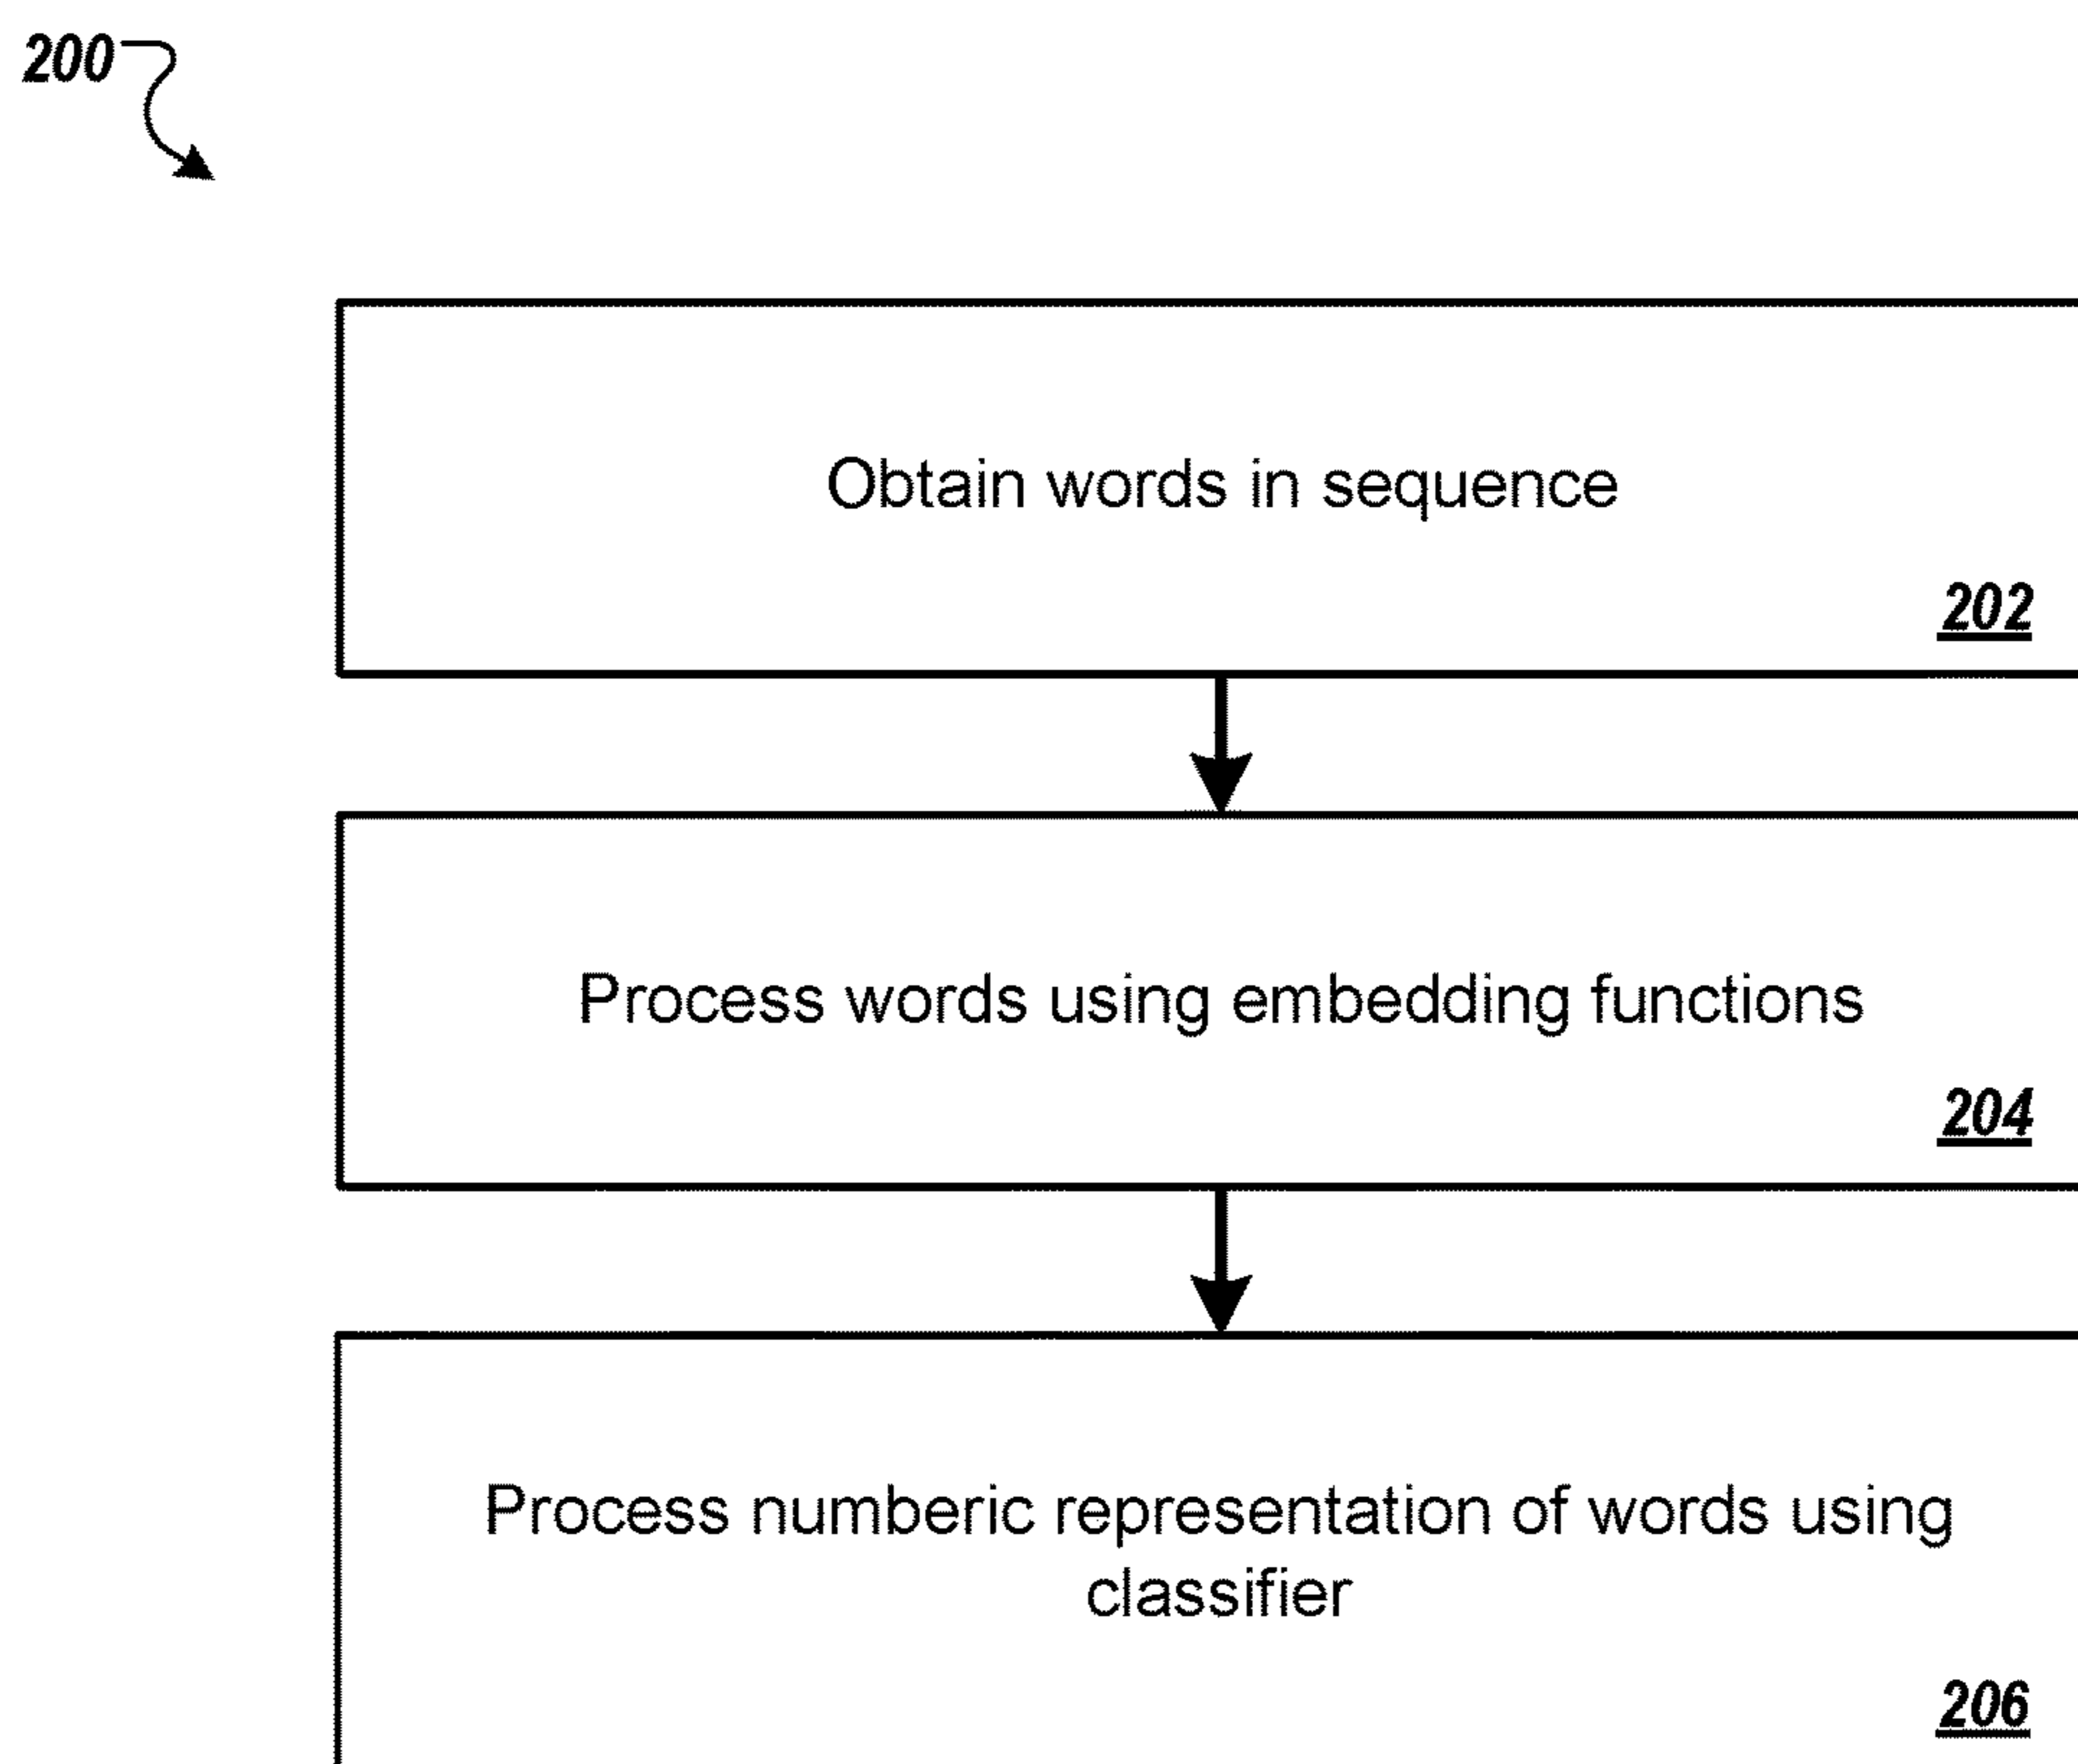 200
Obtain words in sequence
202
Process words using embedding functions
204
Process numberic representation of words using
classifier
206